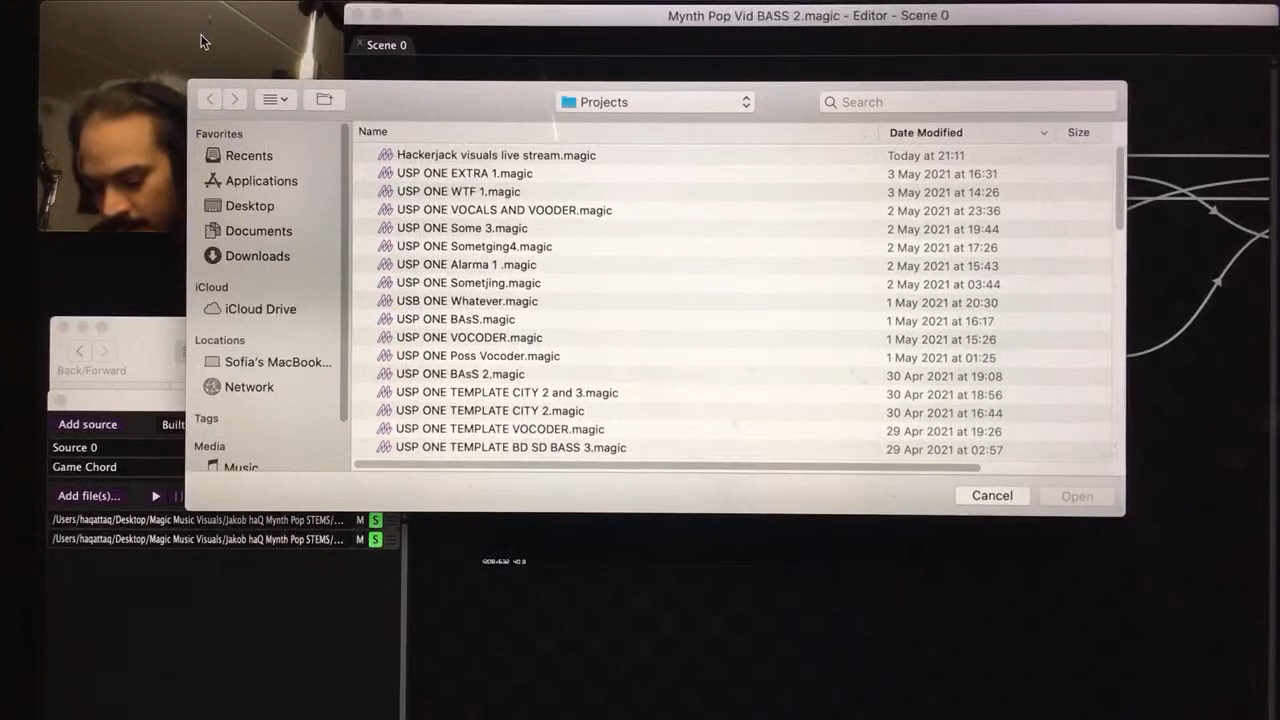 Mynth Pop Vid BASS 2.magic - Editor - Scene 0
Scene 0
Projects
Search
Favorites
Recents
Applications
Desktop
Documents
Downloads
iCloud
iCloud Drive
Locations
Sofia's MacBook...
Network
Tags
Media
Music
Name Date Modified Size
Hackerjack visuals live stream.magic Today at 21:11
USP ONE EXTRA 1.magic 3 May 2021 at 16:31
USP ONE WTF 1.magic 3 May 2021 at 14:26
USP ONE VOCALS AND VOODER.magic 2 May 2021 at 23:36
USP ONE Some 3.magic 2 May 2021 at 19:44
USP ONE Sometging4.magic 2 May 2021 at 17:26
USP ONE Alarma 1 .magic 2 May 2021 at 15:43
USP ONE Sometjing.magic 2 May 2021 at 03:44
USB ONE Whatever.magic 1 May 2021 at 20:30
USP ONE BAsS.magic 1 May 2021 at 16:17
USP ONE VOCODER.magic 1 May 2021 at 15:26
USP ONE Poss Vocoder.magic 1 May 2021 at 01:25
USP ONE BAsS 2.magic 30 Apr 2021 at 19:08
USP ONE TEMPLATE CITY 2 and 3.magic 30 Apr 2021 at 18:56
USP ONE TEMPLATE CITY 2.magic 30 Apr 2021 at 16:44
USP ONE TEMPLATE VOCODER.magic 29 Apr 2021 at 19:26
USP ONE TEMPLATE BD SD BASS 3.magic 29 Apr 2021 at 02:57
Cancel Open
Back/Forward
Add source Built
Source 0
Game Chord
Add file(s)...
/Users/haqattaq/Desktop/Magic Music Visuals/Jakob haQ Mynth Pop STEMS/... M S
/Users/haqattaq/Desktop/Magic Music Visuals/Jakob haQ Mynth Pop STEMS/... M S